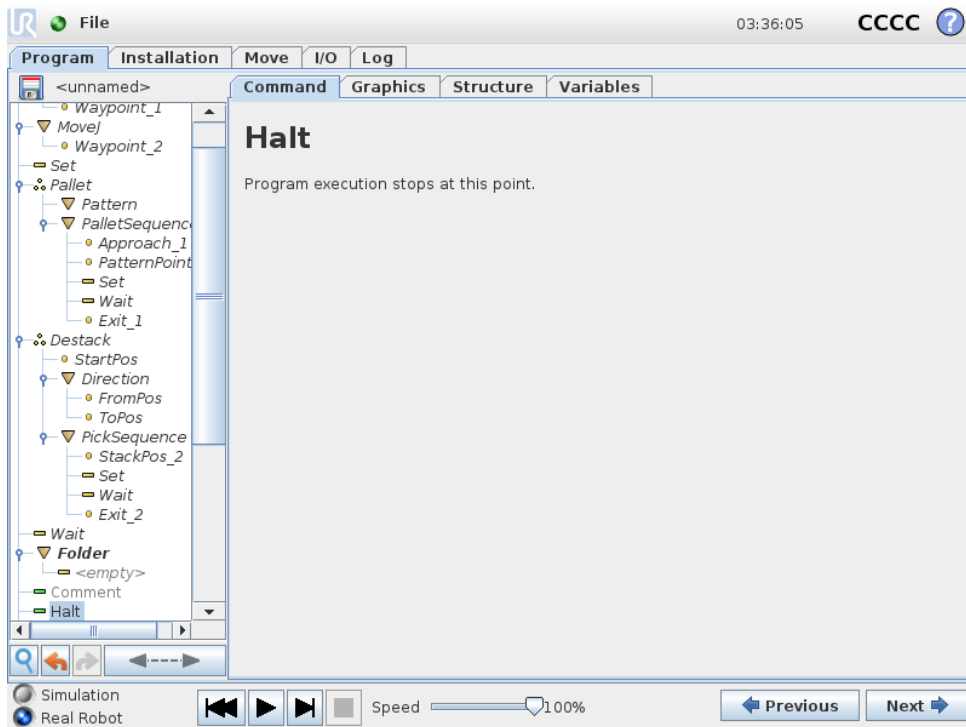 UR File 03:36:05 CCCC ?
Program Installation Move I/O Log
<unnamed> Command Graphics Structure Variables
Waypoint_1
MoveJ
Waypoint_2
Set
Pallet
Pattern
PalletSequenc
Approach_1
PatternPoint
Set
Wait
Exit_1
Destack
StartPos
Direction
FromPos
ToPos
PickSequence
StackPos_2
Set
Wait
Exit_2
Wait
Folder
<empty>
Comment
Halt
Halt
Program execution stops at this point.
Simulation
Real Robot
Speed 100%
Previous Next